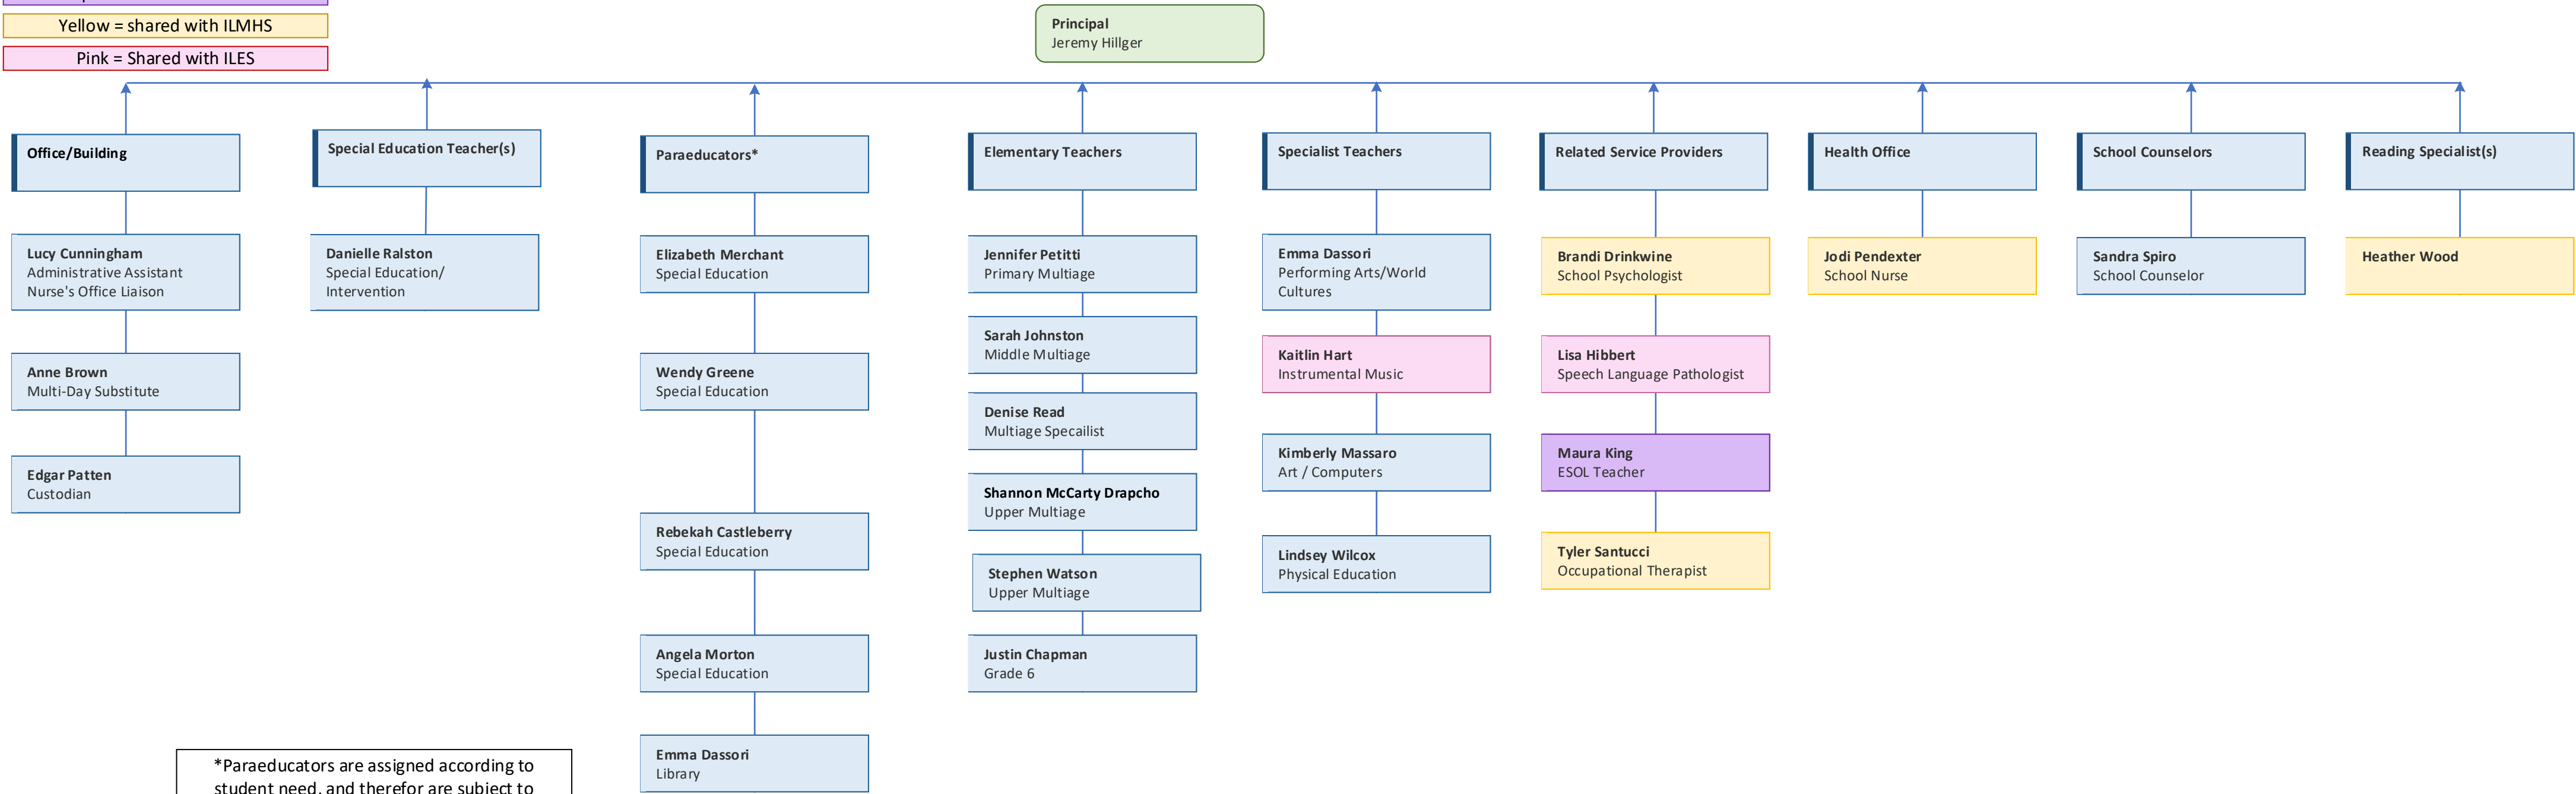 Yellow = shared with ILMHS
Pink = Shared with ILES
Principal
Jeremy Hillger
Office/Building
Lucy Cunningham
Administrative Assistant
Nurse's Office Liaison
Anne Brown
Multi-Day Substitute
Edgar Patten
Custodian
Special Education Teacher(s)
Danielle Ralston
Special Education/
Intervention
Paraeducators*
Elizabeth Merchant
Special Education
Wendy Greene
Special Education
Rebekah Castleberry
Special Education
Angela Morton
Special Education
Emma Dassori
Library
Elementary Teachers
Jennifer Petitti
Primary Multiage
Sarah Johnston
Middle Multiage
Denise Read
Multiage Specailist
Shannon McCarty Drapcho
Upper Multiage
Stephen Watson
Upper Multiage
Justin Chapman
Grade 6
Specialist Teachers
Emma Dassori
Performing Arts/World
Cultures
Kaitlin Hart
Instrumental Music
Kimberly Massaro
Art / Computers
Lindsey Wilcox
Physical Education
Related Service Providers
Brandi Drinkwine
School Psychologist
Lisa Hibbert
Speech Language Pathologist
Maura King
ESOL Teacher
Tyler Santucci
Occupational Therapist
Health Office
Jodi Pendexter
School Nurse
School Counselors
Sandra Spiro
School Counselor
Reading Specialist(s)
Heather Wood
*Paraeducators are assigned according to
student need, and therefor are subject to